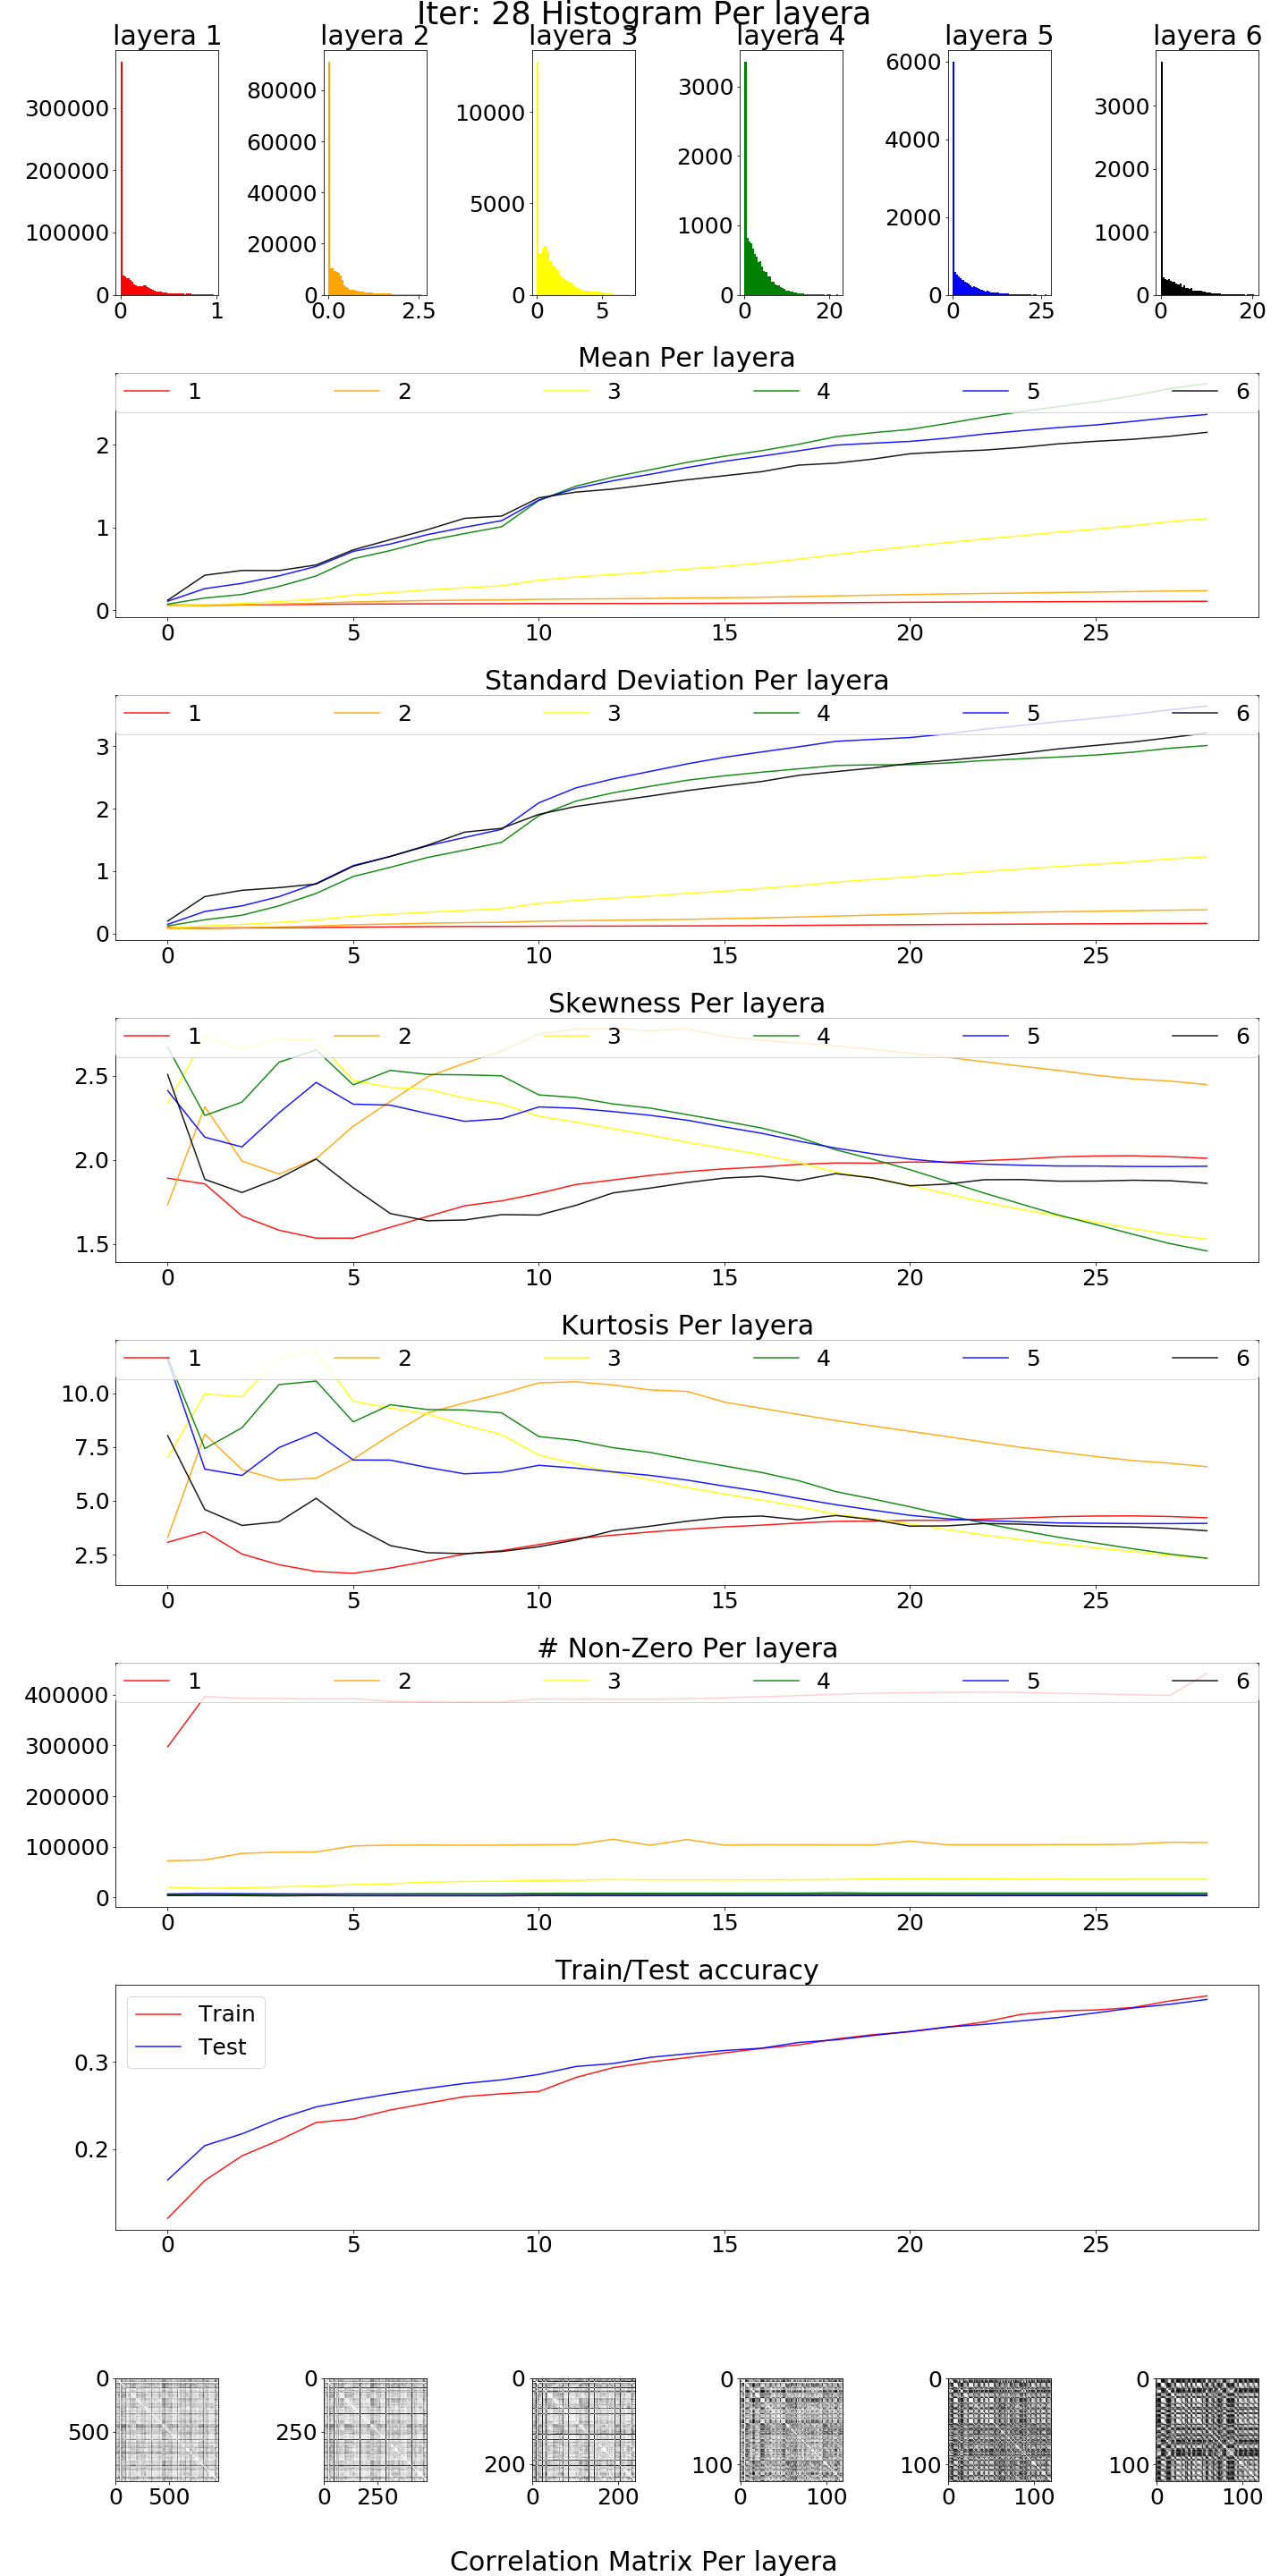 Iter: 28 Histogram Per layera
layera 1 layera 2 layera 3 layera 4 layera 5 layera 6
300000 200000 100000 0
0 1
80000 60000 40000 20000 0
0.0 2.5
10000 5000 0
0 5
3000 2000 1000 0
0 20
6000 4000 2000 0
0 25
3000 2000 1000 0
0 20
Mean Per layera
1 2 3 4 5 6
2
1
0
0 5 10 15 20 25
Standard Deviation Per layera
1 2 3 4 5 6
3
2
1
0
0 5 10 15 20 25
Skewness Per layera
1 2 3 4 5 6
2.5
2.0
1.5
0 5 10 15 20 25
Kurtosis Per layera
1 2 3 4 5 6
10.0
7.5
5.0
2.5
0 5 10 15 20 25
# Non-Zero Per layera
1 2 3 4 5 6
400000
300000
200000
100000
0
0 5 10 15 20 25
Train/Test accuracy
Train
Test
0.3
0.2
0 5 10 15 20 25
0 0 0 0 0 0
500 250 200 100 100 100
0 500 0 250 0 200 0 100 0 100 0 100
Correlation Matrix Per layera